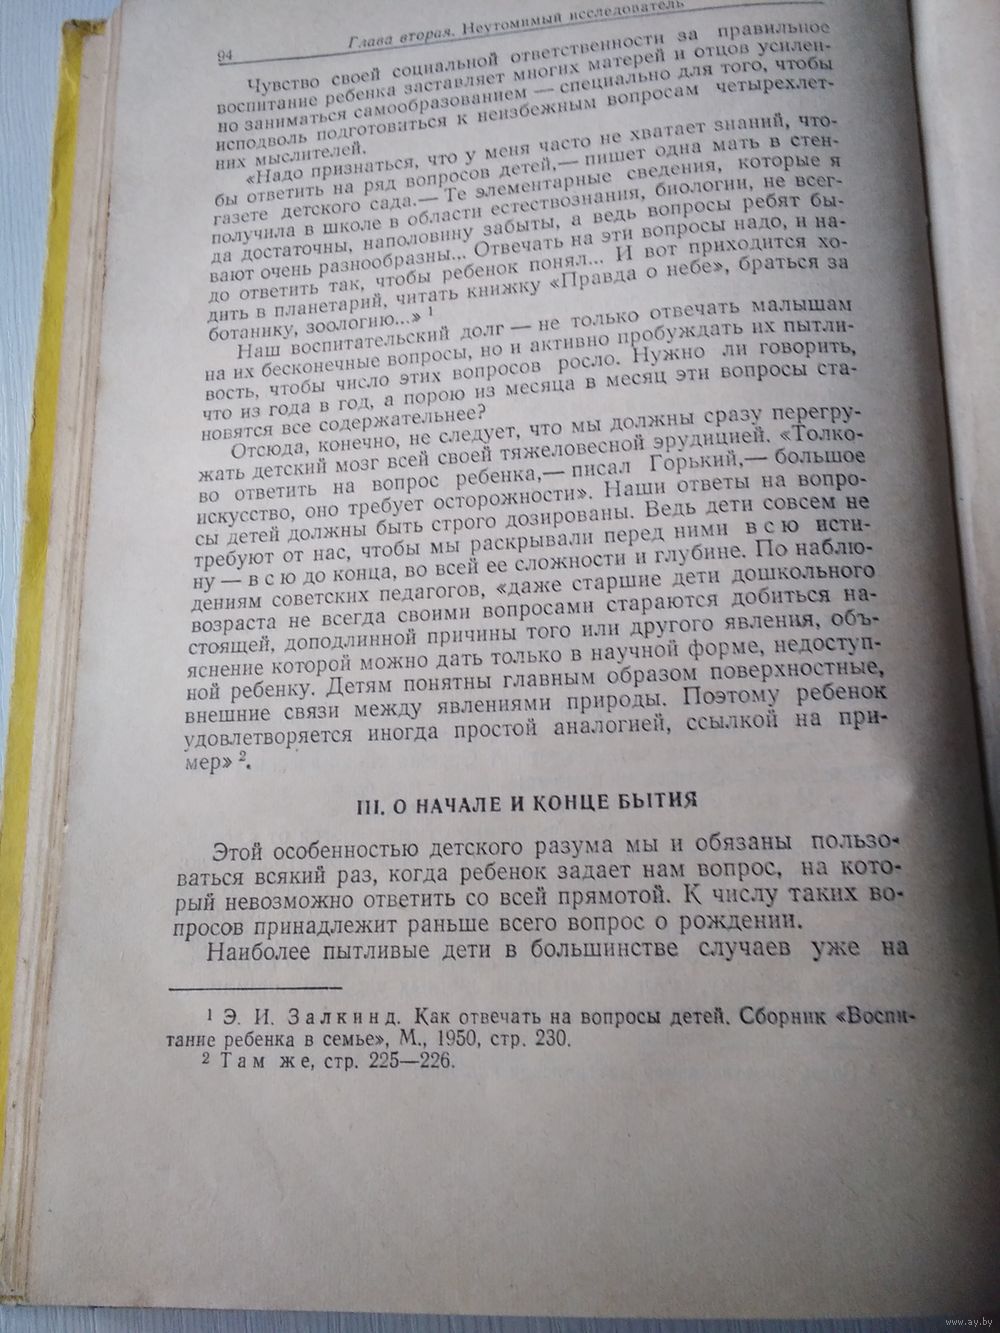 94
Глава вторая. Неутомимый исследователь
Чувство своей социальной ответственности за правильное
воспитание ребенка заставляет многих матерей и отцов усилен-
но заниматься самообразованием — специально для того, чтобы
исподволь подготовиться к неизбежным вопросам четырехлет-
них мыслителей.
«Надо признаться, что у меня часто не хватает знаний, что-
бы ответить на ряд вопросов детей,— пишет одна мать в стен-
газете детского сада.— Те элементарные сведения, которые я
получила в школе в области естествознания, биологии, не всег-
да достаточны, наполовину забыты, а ведь вопросы ребят бы-
вают очень разнообразны... Отвечать на эти вопросы надо, и на-
до ответить так, чтобы ребенок понял... И вот приходится хо-
дить в планетарий, читать книжку «Правда о небе», браться за
ботанику, зоологию...» 1
Наш воспитательский долг — не только отвечать малышам
на их бесконечные вопросы, но и активно пробуждать их пытли-
вость, чтобы число этих вопросов росло. Нужно ли говорить,
что из года в год, а порою из месяца в месяц эти вопросы ста-
новятся все содержательнее?
Отсюда, конечно, не следует, что мы должны сразу перегру-
жать детский мозг всей своей тяжеловесной эрудицией. «Толко-
во ответить на вопрос ребенка,— писал Горький,— большое
искусство, оно требует осторожности». Наши ответы на вопро-
сы детей должны быть строго дозированы. Ведь дети совсем не
требуют от нас, чтобы мы раскрывали перед ними всю исти-
ну — всю до конца, во всей ее сложности и глубине. По наблю-
дениям советских педагогов, «даже старшие дети дошкольного
возраста не всегда своими вопросами стараются добиться на-
стоящей, доподлинной причины того или другого явления, объ-
яснение которой можно дать только в научной форме, недоступ-
ной ребенку. Детям понятны главным образом поверхностные,
внешние связи между явлениями природы. Поэтому ребенок
удовлетворяется иногда простой аналогией, ссылкой на при-
мер» 2.
III. О НАЧАЛЕ И КОНЦЕ БЫТИЯ
Этой особенностью детского разума мы и обязаны пользо-
ваться всякий раз, когда ребенок задает нам вопрос, на кото-
рый невозможно ответить со всей прямотой. К числу таких во-
просов принадлежит раньше всего вопрос о рождении.
Наиболее пытливые дети в большинстве случаев уже на
1 Э. И. Залкинд. Как отвечать на вопросы детей. Сборник «Воспи-
тание ребенка в семье», М., 1950, стр. 230.
2 Там же, стр. 225—226.
www.ay.by